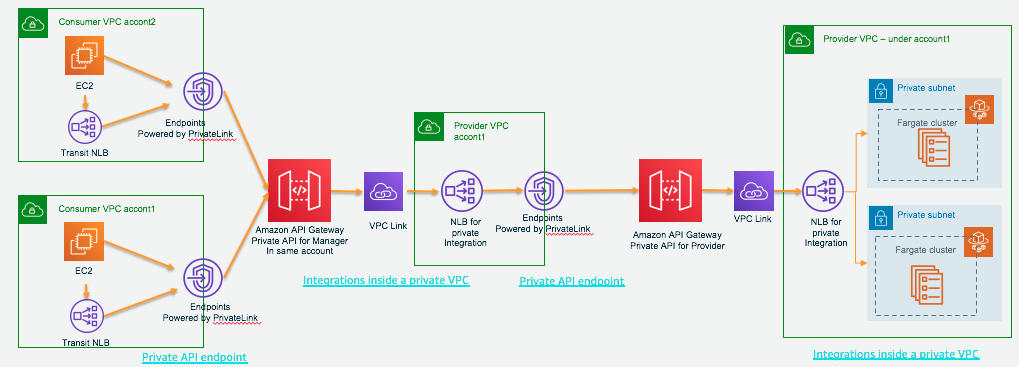 Consumer VPC accont2
EC2
Transit NLB
Endpoints
Powered by PrivateLink
Consumer VPC accont1
EC2
Transit NLB
Endpoints
Powered by PrivateLink
Private API endpoint
Amazon API Gateway
Private API for Manager
In same account
VPC Link
Integrations inside a private VPC
Provider VPC
accont1
NLB for
private
Integration
Endpoints
Powered by PrivateLink
Private API endpoint
Amazon API Gateway
Private API for Provider
VPC Link
Provider VPC – under account1
NLB for
private
Integration
Private subnet
Fargate cluster
Private subnet
Fargate cluster
Integrations inside a private VPC